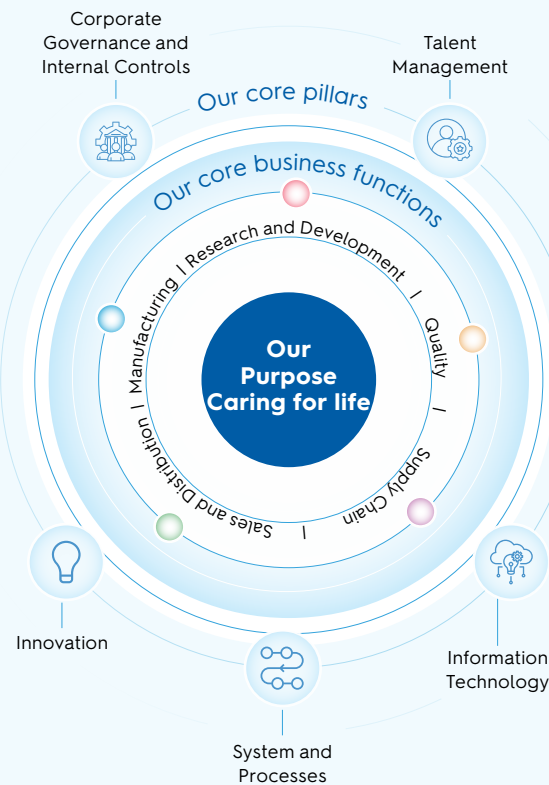 Corporate
Governance and
Internal Controls
Talent
Management
Our core pillars
Our core business functions
Manufacturing | Research and Development | Quality | Supply Chain | Sales and Distribution |
Our
Purpose
Caring for life
Innovation
Information
Technology
System and
Processes